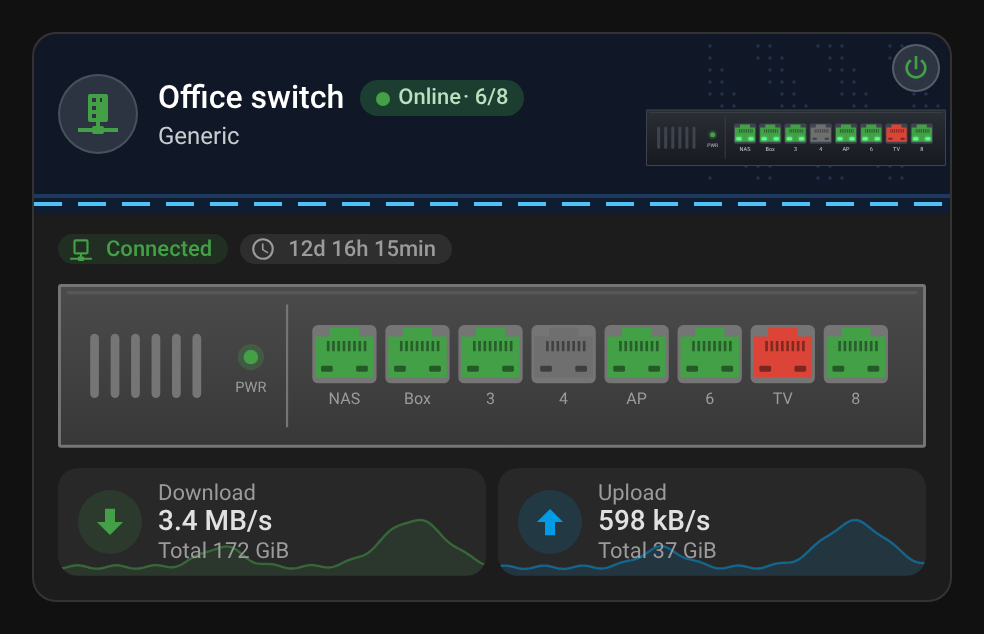 Office switch
Online · 6/8
Generic
PWR NAS Box 3 4 AP 6 TV 8
Connected
12d 16h 15min
PWR
NAS Box 3 4 AP 6 TV 8
Download
3.4 MB/s
Total 172 GiB
Upload
598 kB/s
Total 37 GiB